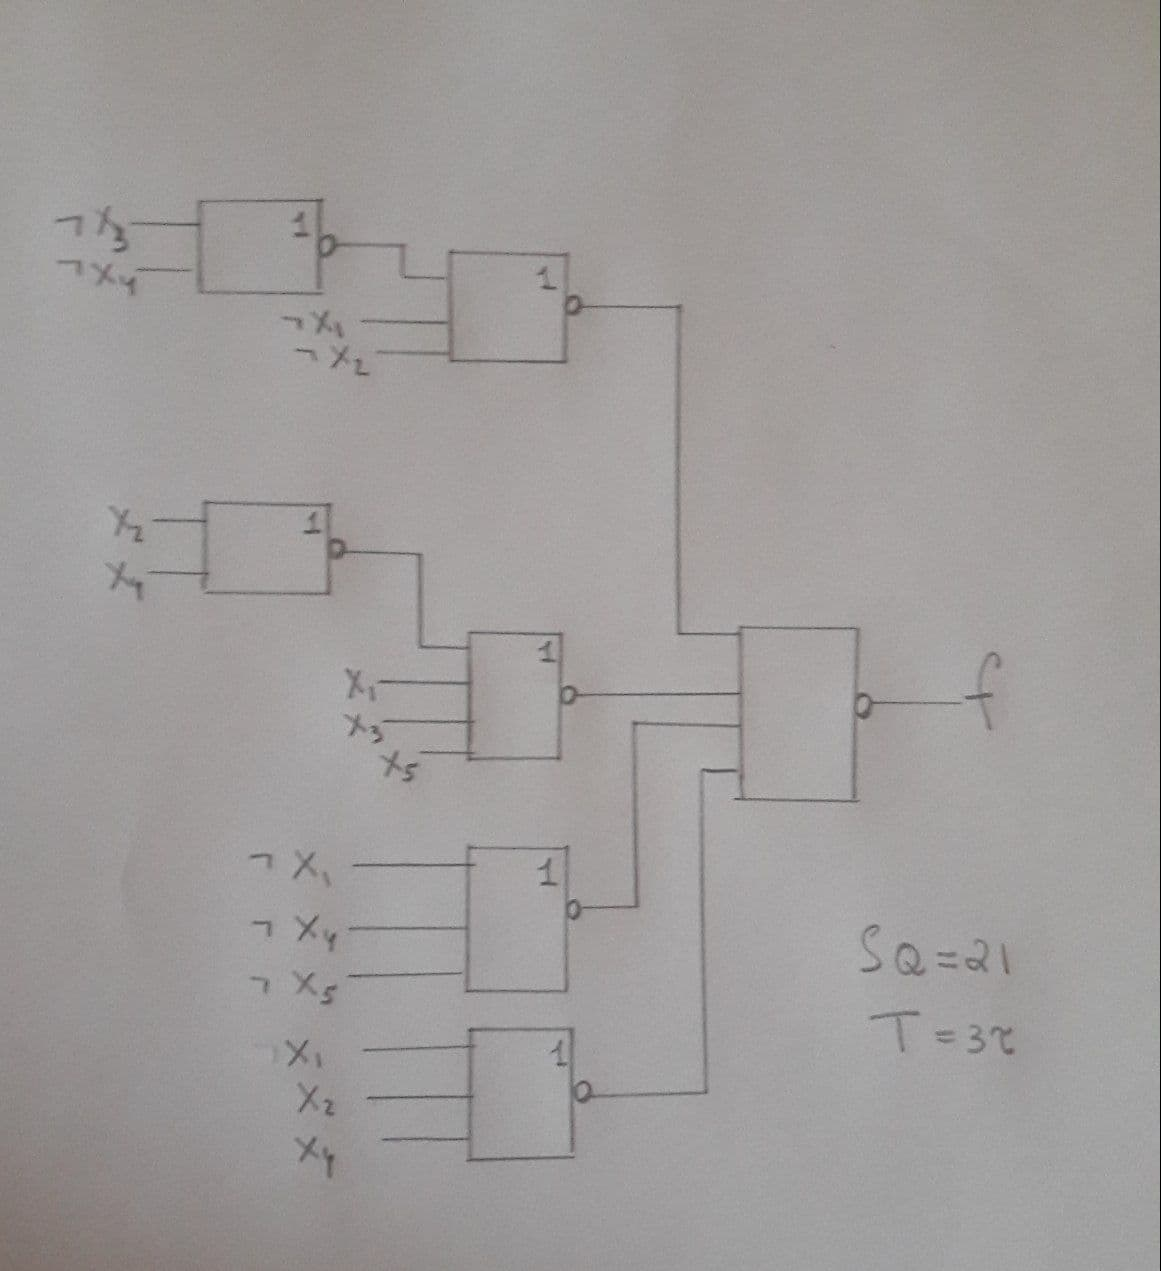 ¬X₃
1
¬X₄
1
¬X₁
¬X₂
X₂
1
X₄
1
X₁
X₃
X₅
f
¬X₁
1
¬X₄
¬X₅
SQ=21
T=3τ
X₁
1
X₂
X₄